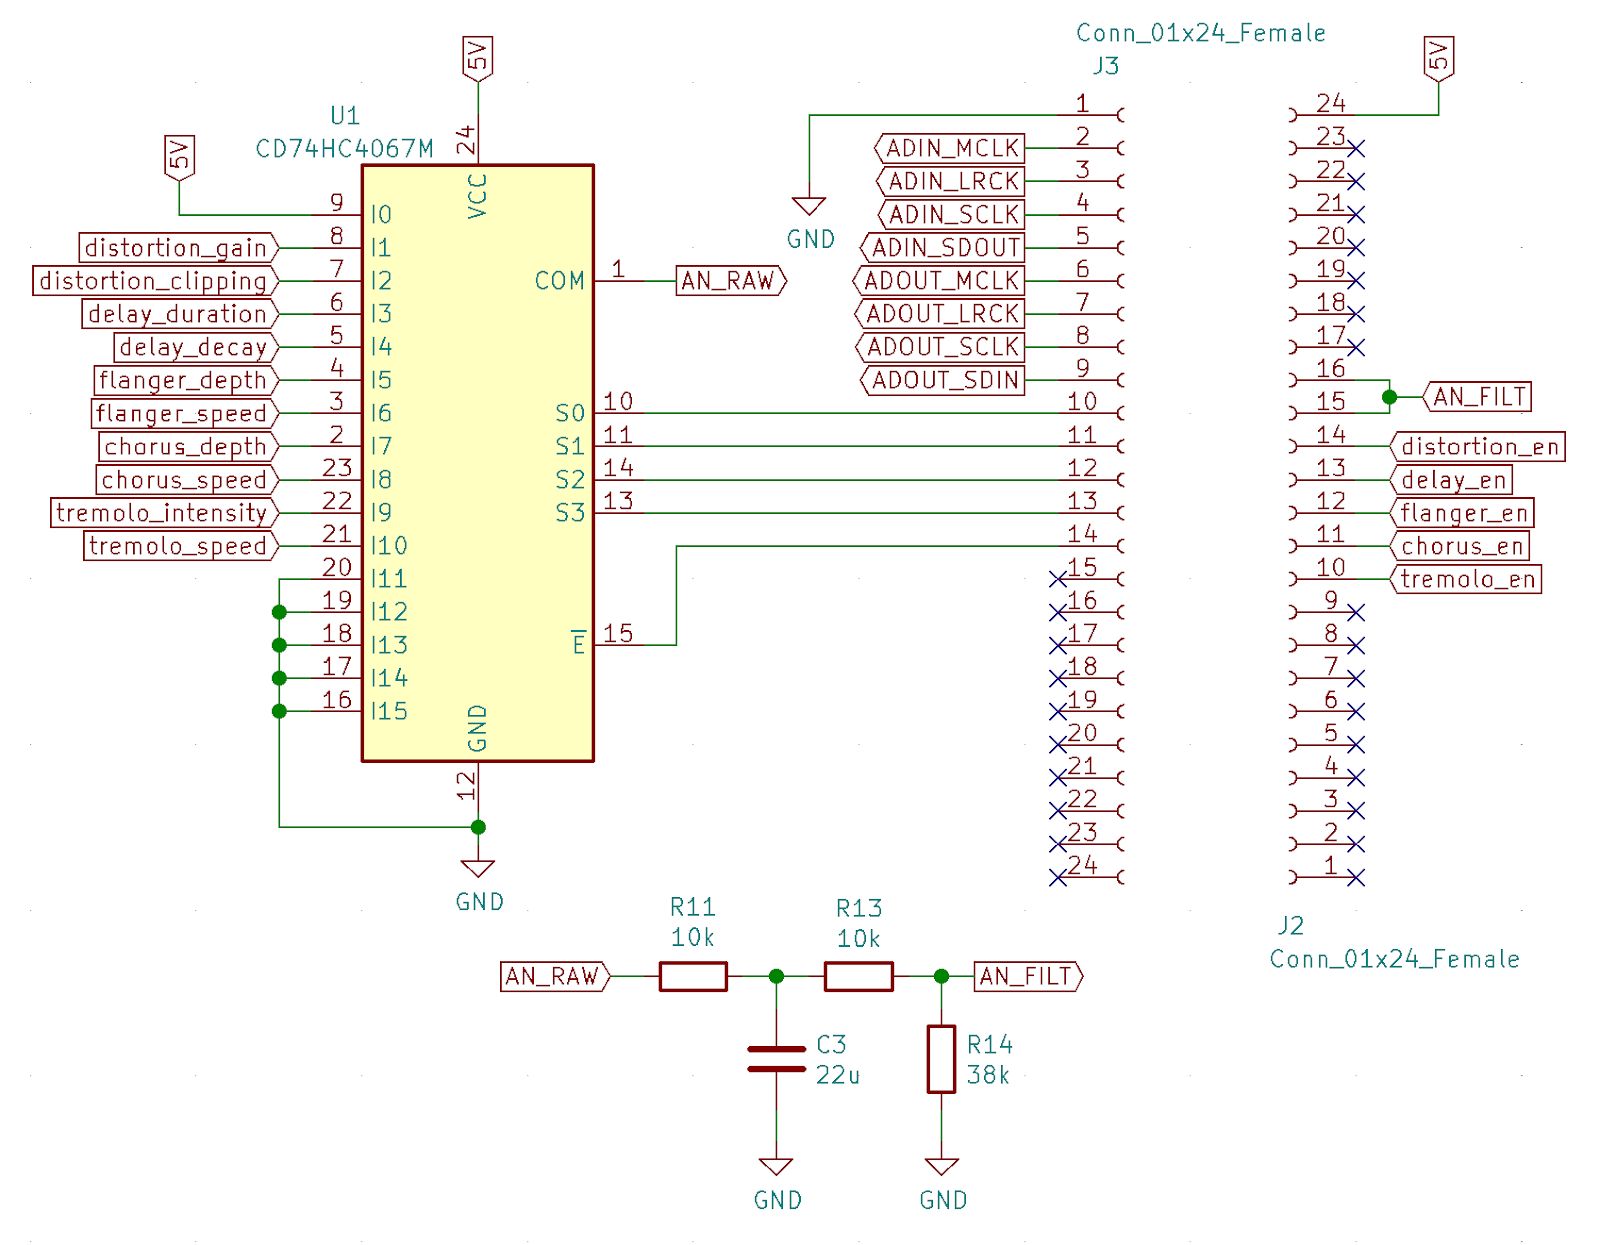 Conn_01x24_Female
J3
5V
5V
U1
CD74HC4067M
5V
24
VCC
9 I0
distortion_gain 8 I1
distortion_clipping 7 I2
delay_duration 6 I3
delay_decay 5 I4
flanger_depth 4 I5
flanger_speed 3 I6
chorus_depth 2 I7
chorus_speed 23 I8
tremolo_intensity 22 I9
tremolo_speed 21 I10
20 I11
19 I12
18 I13
17 I14
16 I15
COM 1 AN_RAW
S0 10
S1 11
S2 14
S3 13
E 15
GND
12
GND
1
GND
ADIN_MCLK 2
ADIN_LRCK 3
ADIN_SCLK 4
ADIN_SDOUT 5
ADOUT_MCLK 6
ADOUT_LRCK 7
ADOUT_SCLK 8
ADOUT_SDIN 9
10
11
12
13
14
15
16
17
18
19
20
21
22
23
24
24
23
22
21
20
19
18
17
16
15 AN_FILT
14 distortion_en
13 delay_en
12 flanger_en
11 chorus_en
10 tremolo_en
9
8
7
6
5
4
3
2
1
J2
Conn_01x24_Female
R11
10k
R13
10k
AN_RAW
AN_FILT
C3
22u
R14
38k
GND
GND